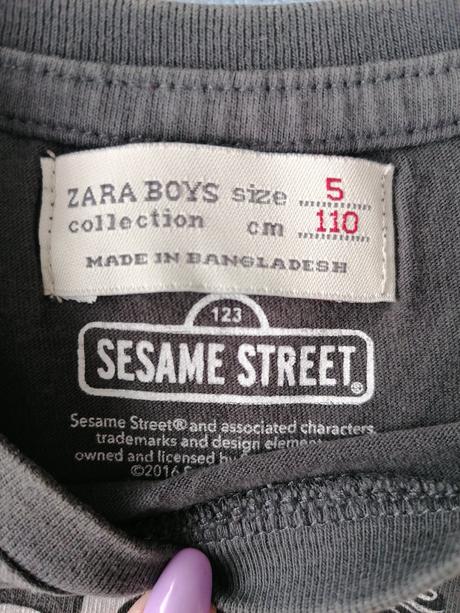 ZARA BOYS size 5
collection cm 110
MADE IN BANGLADESH
123
SESAME STREET®
Sesame Street® and associated characters,
trademarks and design
owned and licensed by
©2016